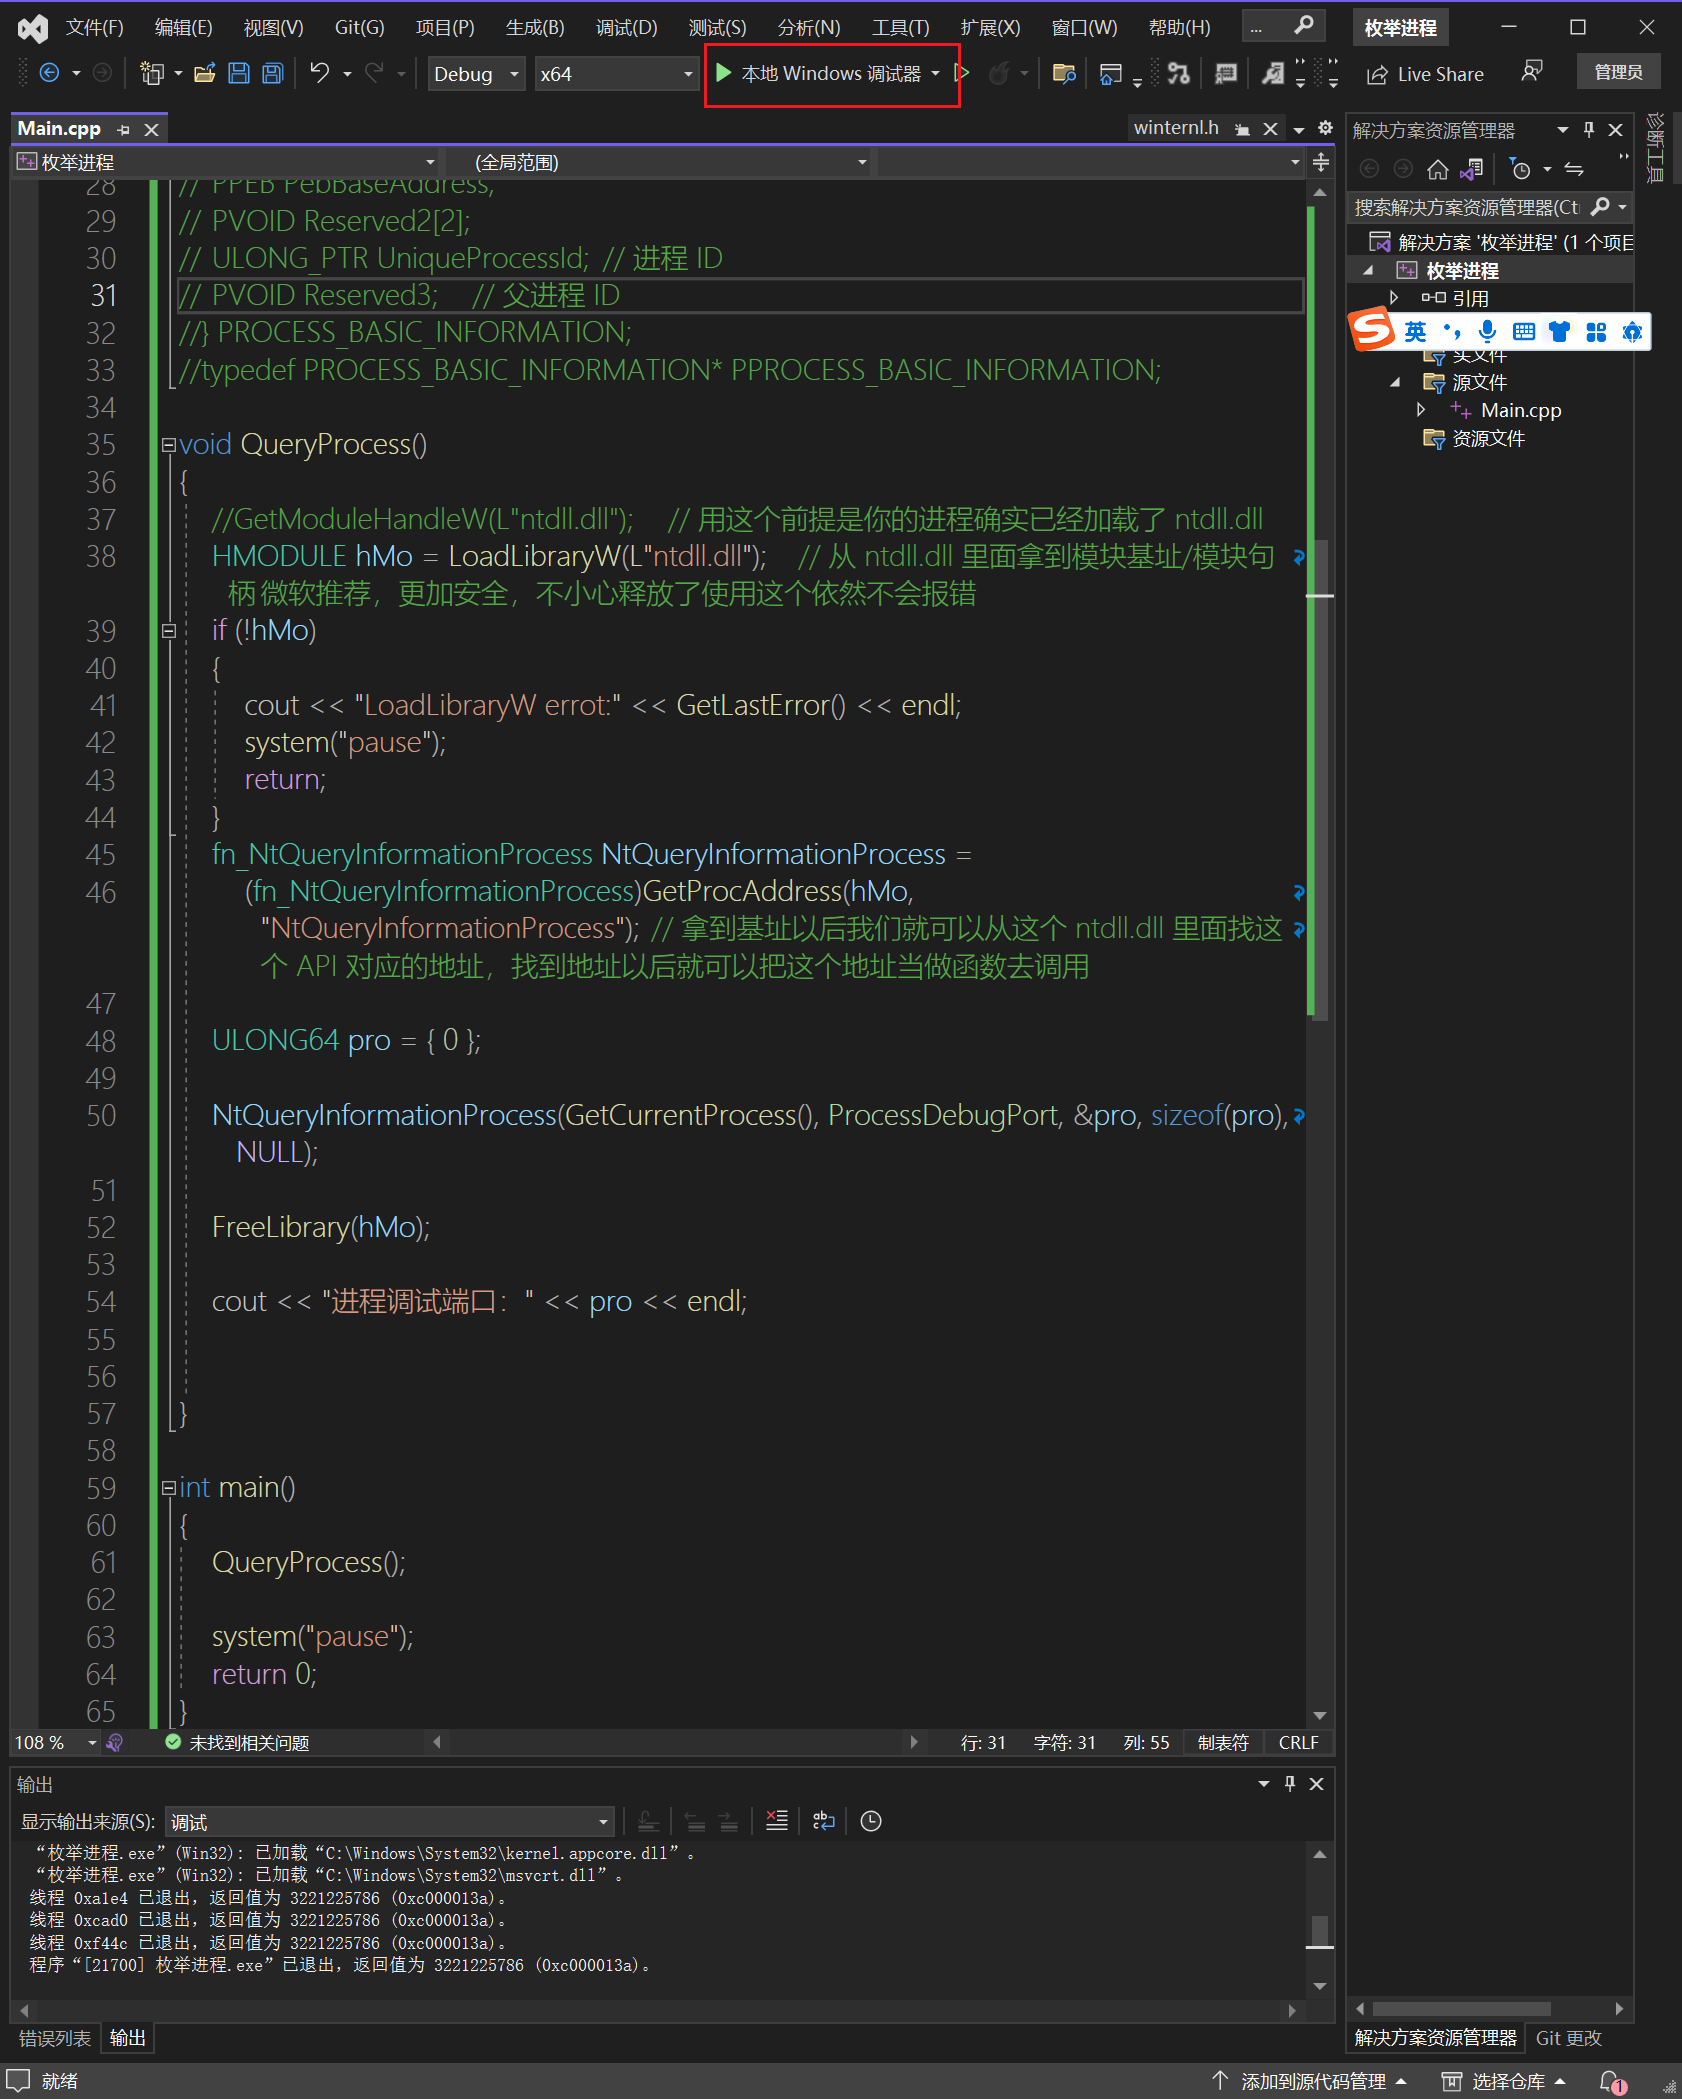 文件(F) 编辑(E) 视图(V) Git(G) 项目(P) 生成(B) 调试(D) 测试(S) 分析(N) 工具(T) 扩展(X) 窗口(W) 帮助(H) ... 枚举进程
Debug x64 本地 Windows 调试器 Live Share 管理员
Main.cpp winternl.h
枚举进程 (全局范围)
28 // PPEB PebBaseAddress;
29 // PVOID Reserved2[2];
30 // ULONG_PTR UniqueProcessId; // 进程 ID
31 // PVOID Reserved3; // 父进程 ID
32 //} PROCESS_BASIC_INFORMATION;
33 //typedef PROCESS_BASIC_INFORMATION* PPROCESS_BASIC_INFORMATION;
34
35 void QueryProcess()
36 {
37 //GetModuleHandleW(L"ntdll.dll"); // 用这个前提是你的进程确实已经加载了 ntdll.dll
38 HMODULE hMo = LoadLibraryW(L"ntdll.dll"); // 从 ntdll.dll 里面拿到模块基址/模块句
柄 微软推荐，更加安全，不小心释放了使用这个依然不会报错
39 if (!hMo)
40 {
41 cout << "LoadLibraryW errot:" << GetLastError() << endl;
42 system("pause");
43 return;
44 }
45 fn_NtQueryInformationProcess NtQueryInformationProcess =
46 (fn_NtQueryInformationProcess)GetProcAddress(hMo,
"NtQueryInformationProcess"); // 拿到基址以后我们就可以从这个 ntdll.dll 里面找这
个 API 对应的地址，找到地址以后就可以把这个地址当做函数去调用
47
48 ULONG64 pro = { 0 };
49
50 NtQueryInformationProcess(GetCurrentProcess(), ProcessDebugPort, &pro, sizeof(pro),
NULL);
51
52 FreeLibrary(hMo);
53
54 cout << "进程调试端口：" << pro << endl;
55
56
57 }
58
59 int main()
60 {
61 QueryProcess();
62
63 system("pause");
64 return 0;
65 }
108 % 未找到相关问题 行: 31 字符: 31 列: 55 制表符 CRLF
输出
显示输出来源(S): 调试
“枚举进程.exe”(Win32): 已加载“C:\Windows\System32\kernel.appcore.dll”。
“枚举进程.exe”(Win32): 已加载“C:\Windows\System32\msvcrt.dll”。
线程 0xa1e4 已退出，返回值为 3221225786 (0xc000013a)。
线程 0xcad0 已退出，返回值为 3221225786 (0xc000013a)。
线程 0xf44c 已退出，返回值为 3221225786 (0xc000013a)。
程序“[21700] 枚举进程.exe”已退出，返回值为 3221225786 (0xc000013a)。
错误列表 输出
解决方案资源管理器
搜索解决方案资源管理器(Ct
解决方案 '枚举进程' (1 个项目
枚举进程
引用
S 英
头文件
源文件
Main.cpp
资源文件
解决方案资源管理器 Git 更改
诊断工具
就绪 添加到源代码管理 选择仓库 1